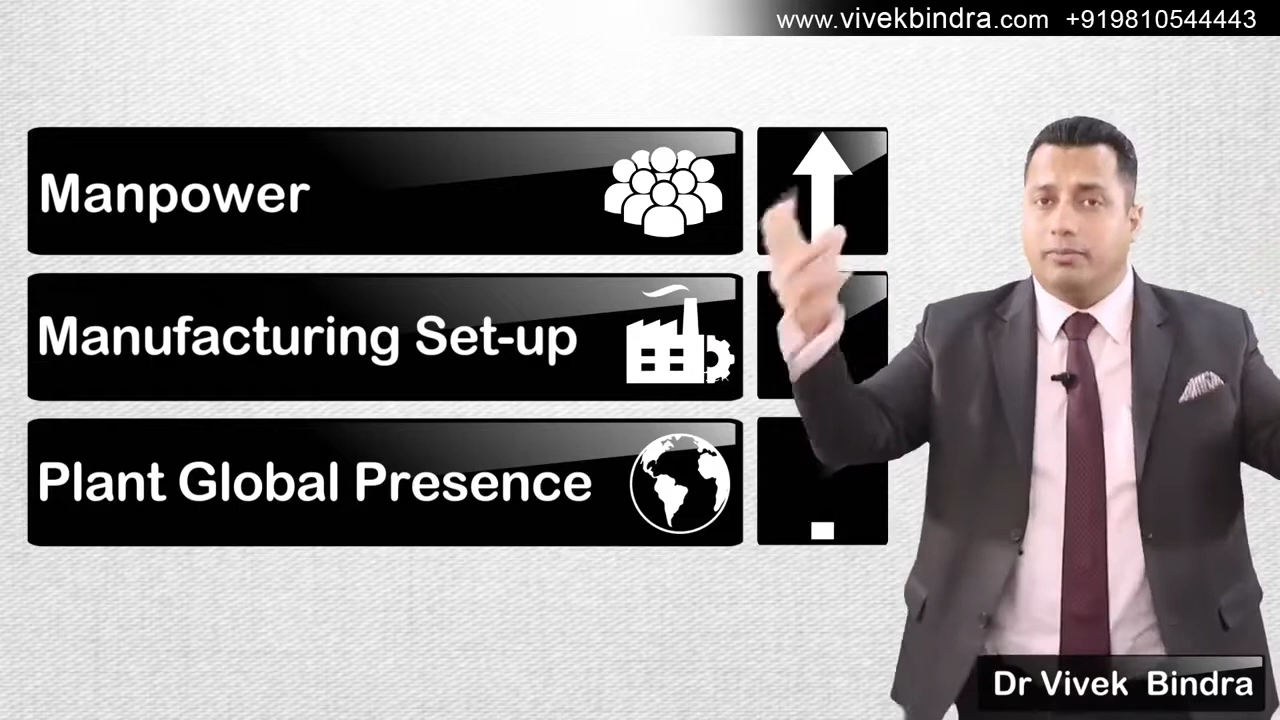 www.vivekbindra.com +919810544443
Manpower
Manufacturing Set-up
Plant Global Presence
Dr Vivek Bindra